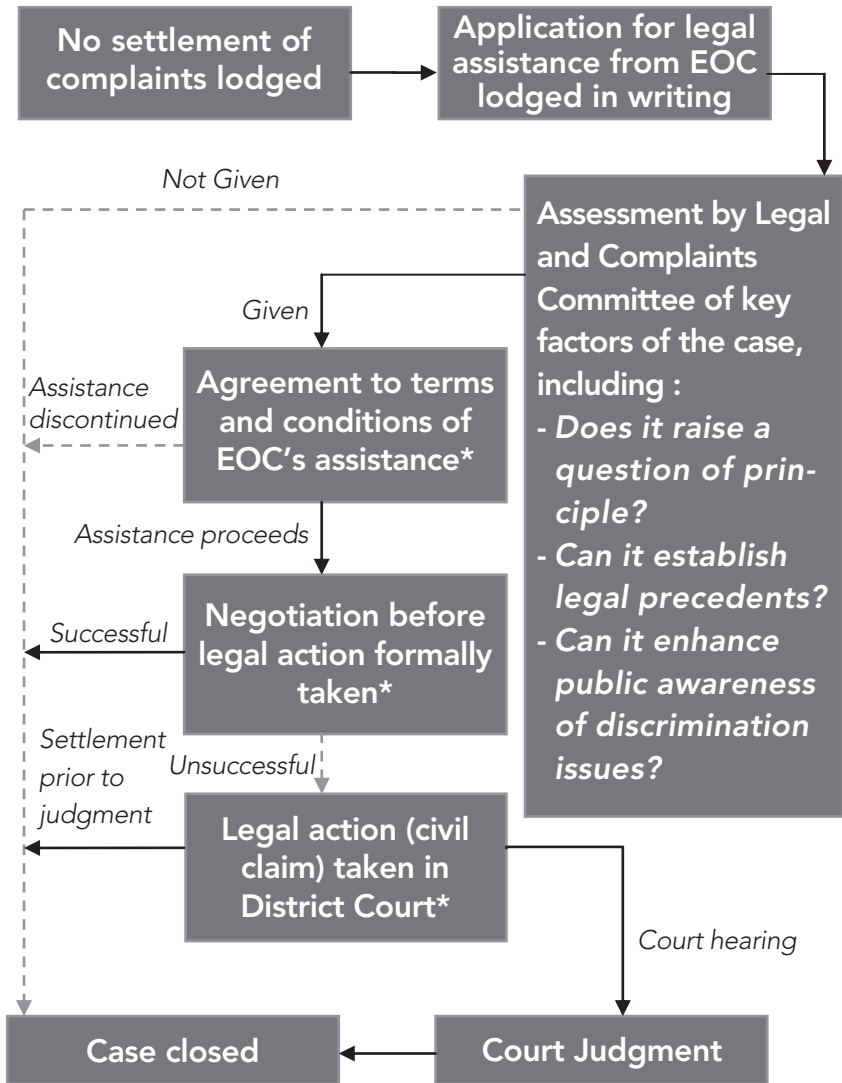 No settlement of
complaints lodged
Application for legal
assistance from EOC
lodged in writing
Not Given
Assessment by Legal
and Complaints
Committee of key
factors of the case,
including :
- Does it raise a
question of prin-
ciple?
- Can it establish
legal precedents?
- Can it enhance
public awareness
of discrimination
issues?
Given
Agreement to terms
and conditions of
EOC's assistance*
Assistance
discontinued
Assistance proceeds
Negotiation before
legal action formally
taken*
Successful
Unsuccessful
Settlement
prior to
judgment
Legal action (civil
claim) taken in
District Court*
Court hearing
Case closed
Court Judgment